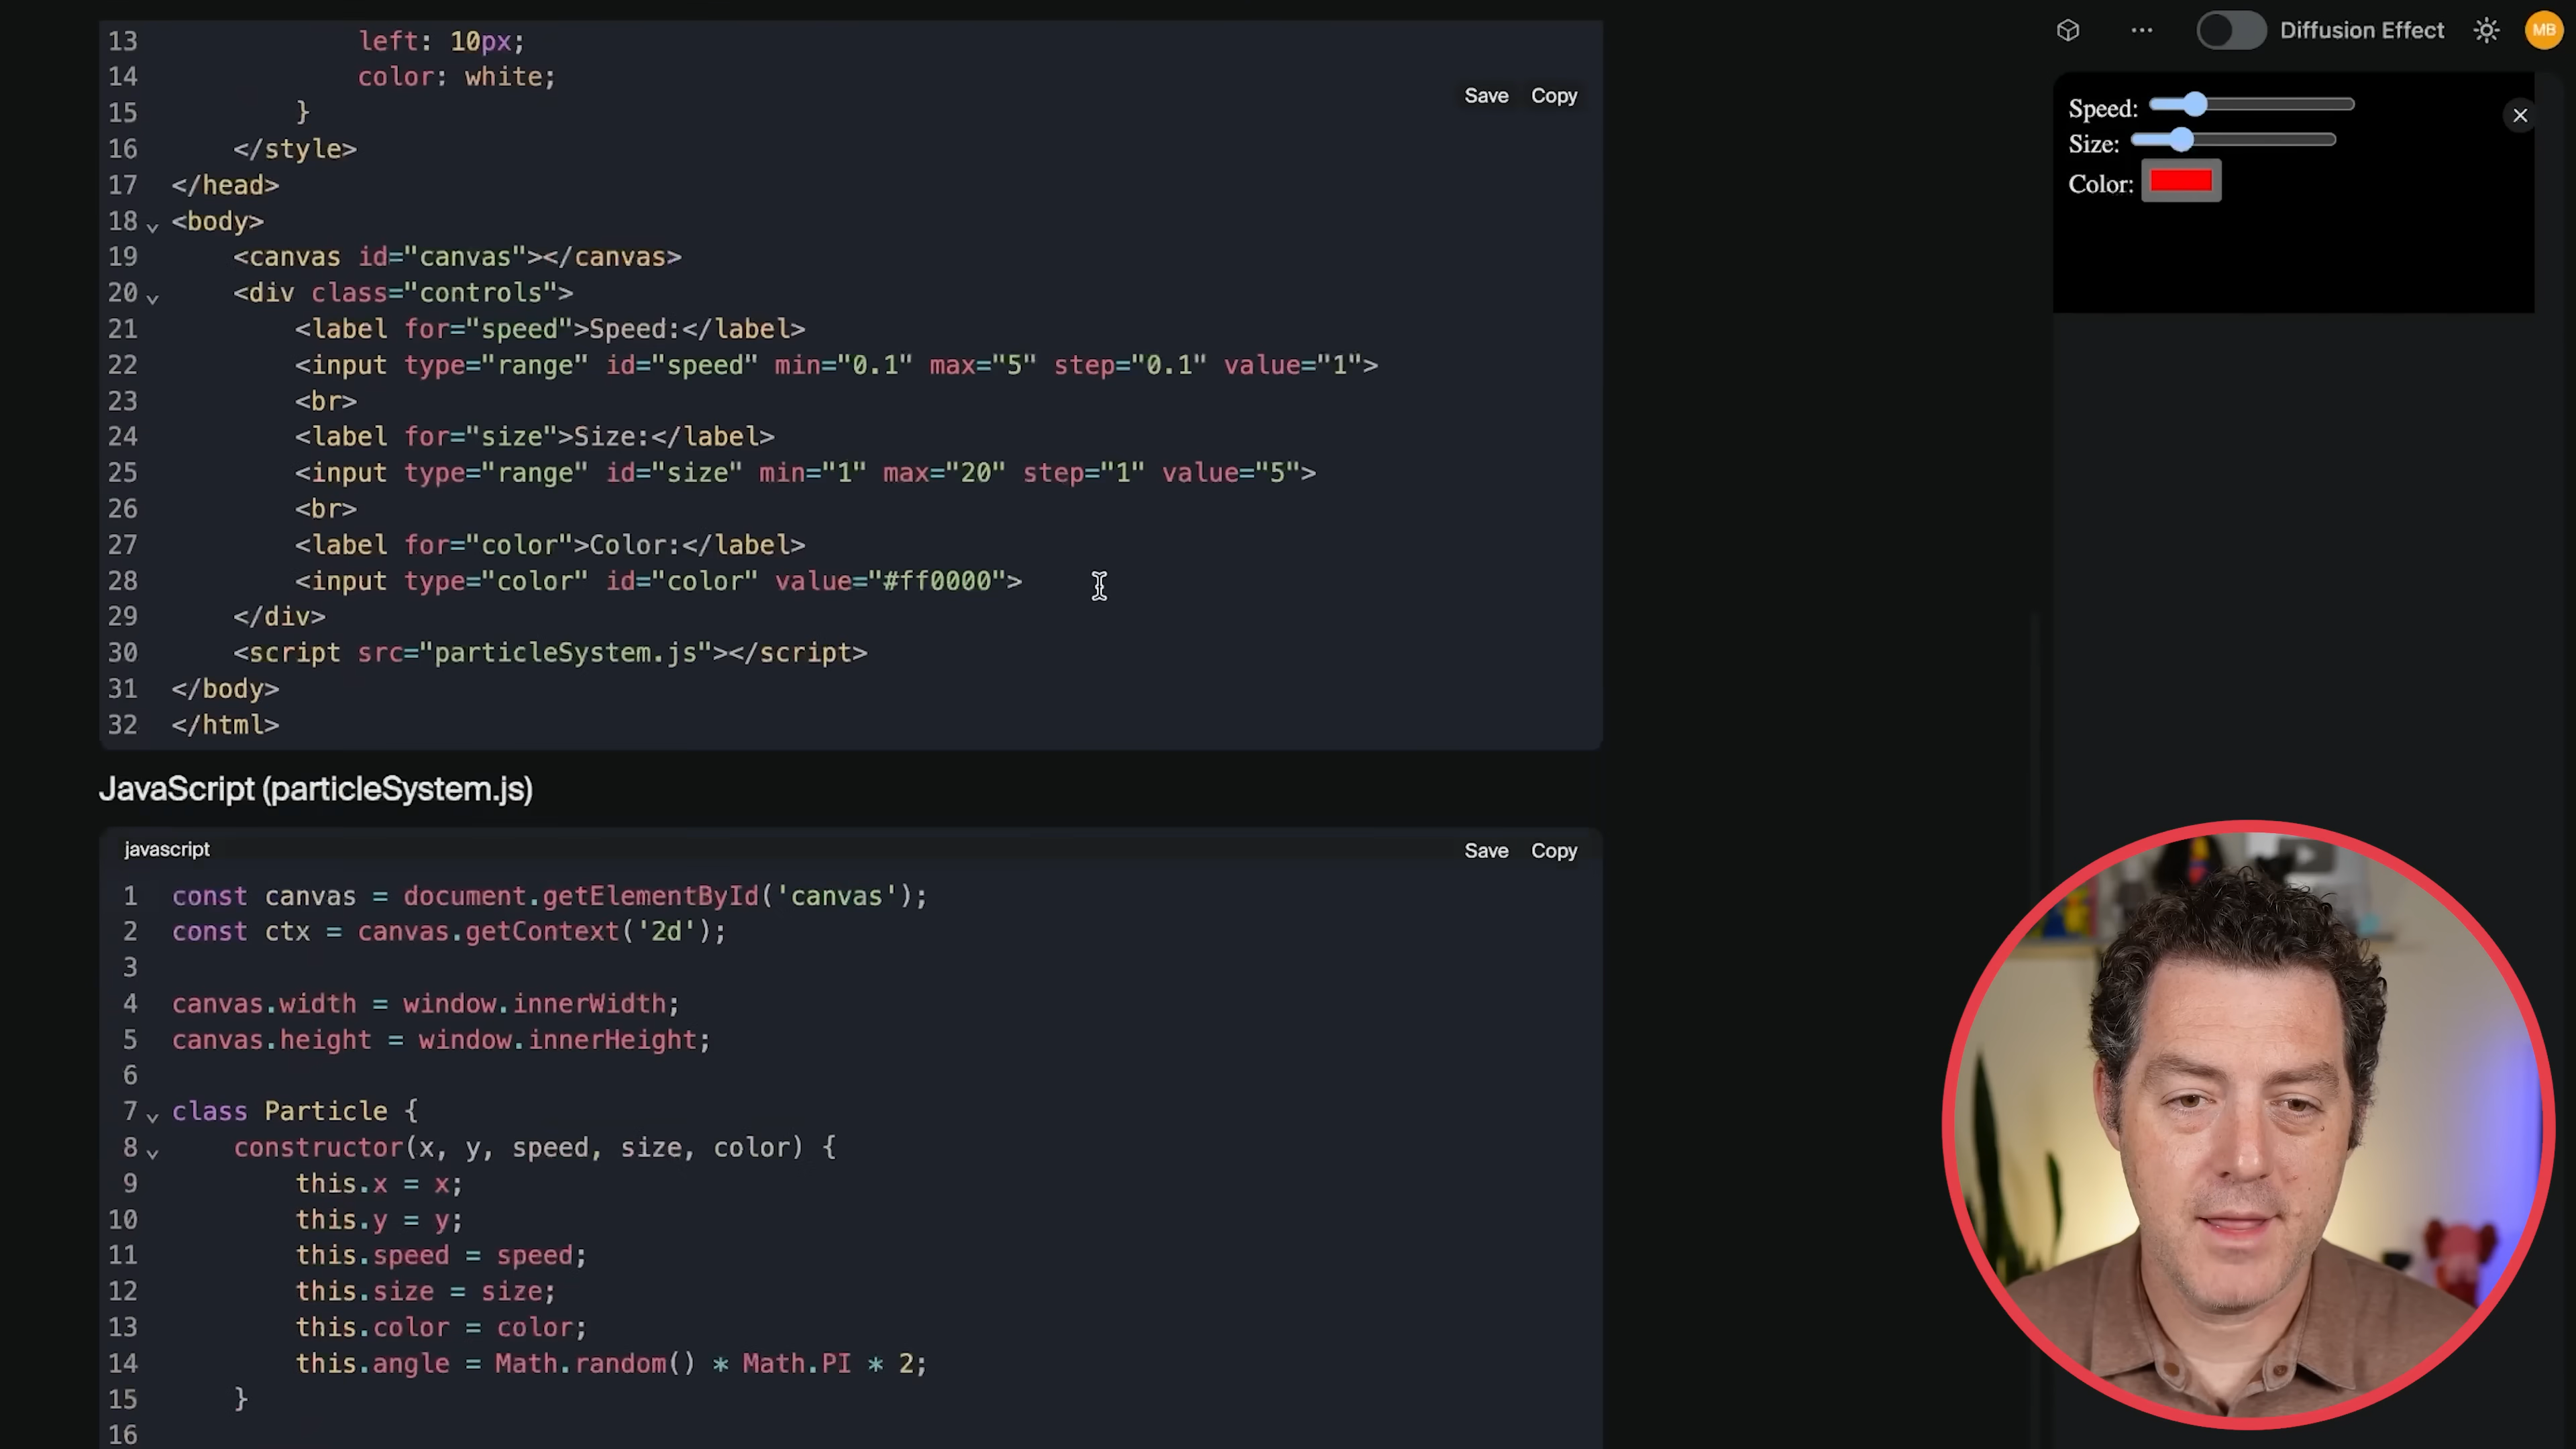 13 left: 10px;
14 color: white;
15 }
Save Copy
16 </style>
17 </head>
18 <body>
19 <canvas id="canvas"></canvas>
20 <div class="controls">
21 <label for="speed">Speed:</label>
22 <input type="range" id="speed" min="0.1" max="5" step="0.1" value="1">
23 <br>
24 <label for="size">Size:</label>
25 <input type="range" id="size" min="1" max="20" step="1" value="5">
26 <br>
27 <label for="color">Color:</label>
28 <input type="color" id="color" value="#ff0000">
29 </div>
30 <script src="particleSystem.js"></script>
31 </body>
32 </html>
JavaScript (particleSystem.js)
javascript Save Copy
1 const canvas = document.getElementById('canvas');
2 const ctx = canvas.getContext('2d');
3
4 canvas.width = window.innerWidth;
5 canvas.height = window.innerHeight;
6
7 class Particle {
8 constructor(x, y, speed, size, color) {
9 this.x = x;
10 this.y = y;
11 this.speed = speed;
12 this.size = size;
13 this.color = color;
14 this.angle = Math.random() * Math.PI * 2;
15 }
16
Diffusion Effect MB
Speed:
Size:
Color: